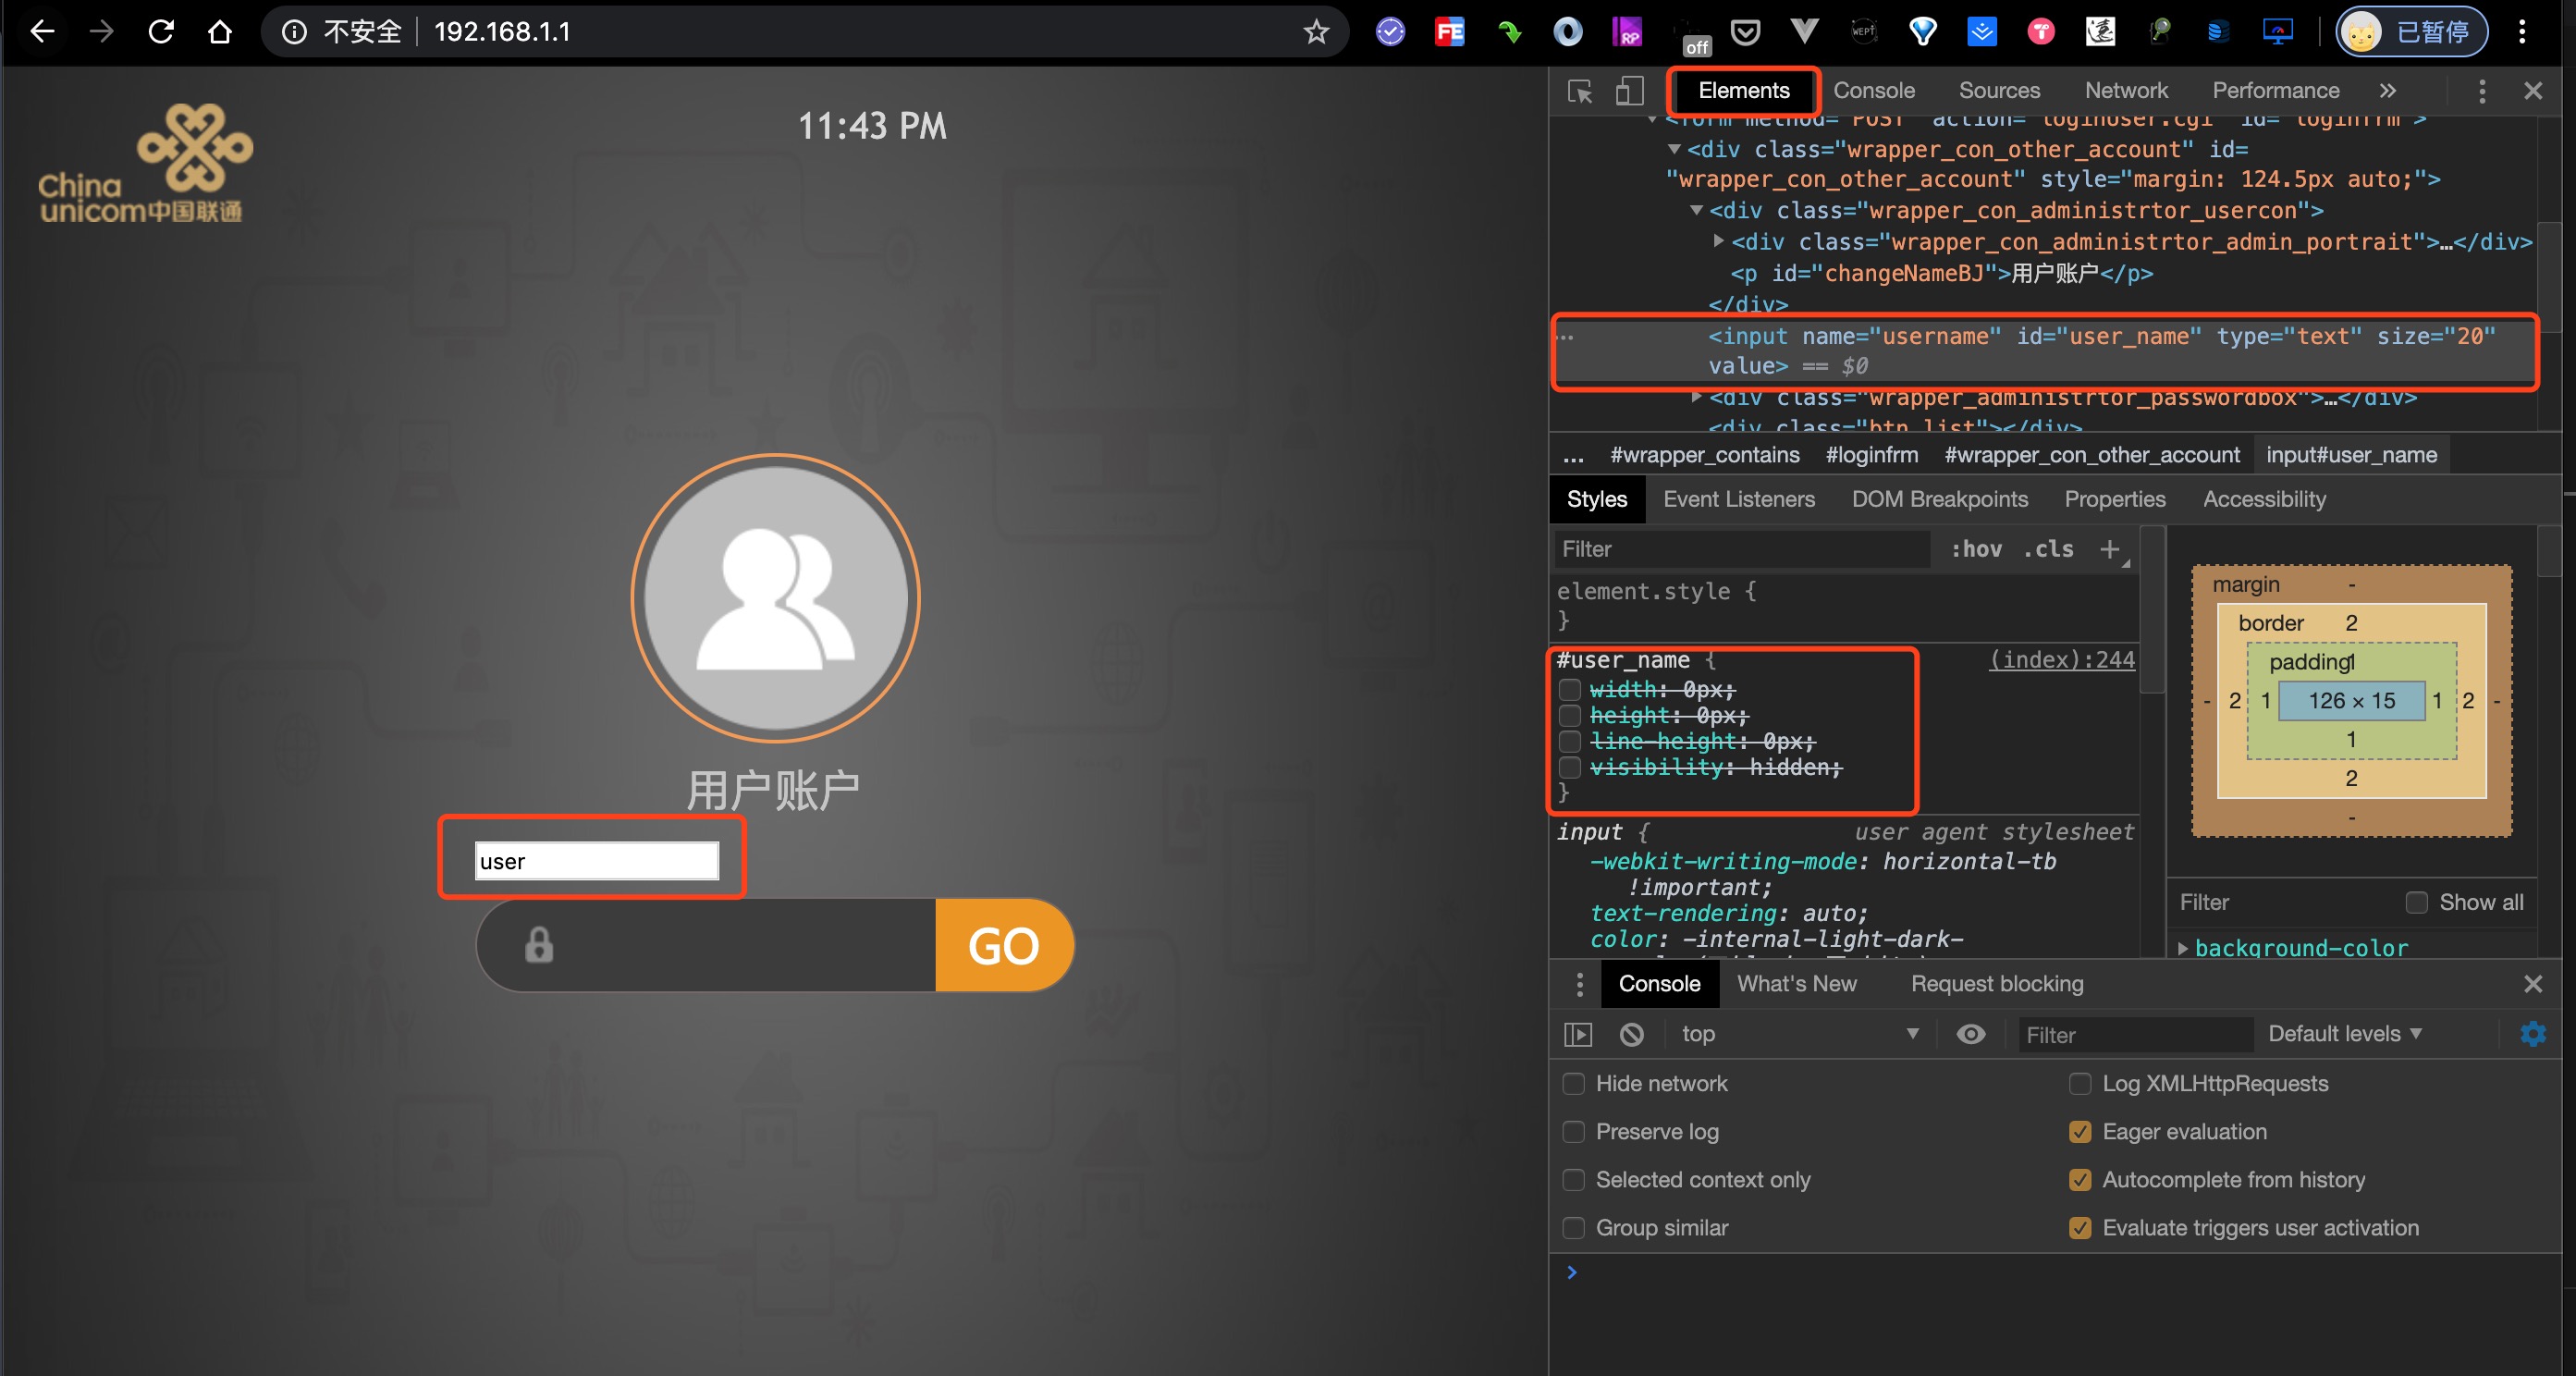 不安全 192.168.1.1
FE
RP
off
WEPT
已暂停
China
unicom中国联通
11:43 PM
用户账户
user
GO
Elements Console Sources Network Performance
<form method="POST" action="loginUser.cgi" id="loginfrm">
<div class="wrapper_con_other_account" id=
"wrapper_con_other_account" style="margin: 124.5px auto;">
<div class="wrapper_con_administrtor_usercon">
<div class="wrapper_con_administrtor_admin_portrait">…</div>
<p id="changeNameBJ">用户账户</p>
</div>
<input name="username" id="user_name" type="text" size="20"
value> == $0
<div class="wrapper_administrtor_passwordbox">…</div>
<div class="btn_list"></div>
... #wrapper_contains #loginfrm #wrapper_con_other_account input#user_name
Styles Event Listeners DOM Breakpoints Properties Accessibility
Filter :hov .cls +
element.style {
}
#user_name { (index):244
width: 0px;
height: 0px;
line-height: 0px;
visibility: hidden;
}
input { user agent stylesheet
-webkit-writing-mode: horizontal-tb
!important;
text-rendering: auto;
color: -internal-light-dark-
margin -
border 2
padding 1
- 2 1 126 × 15 1 2 -
1
2
-
Filter Show all
background-color
Console What's New Request blocking
top Filter Default levels
Hide network Log XMLHttpRequests
Preserve log Eager evaluation
Selected context only Autocomplete from history
Group similar Evaluate triggers user activation